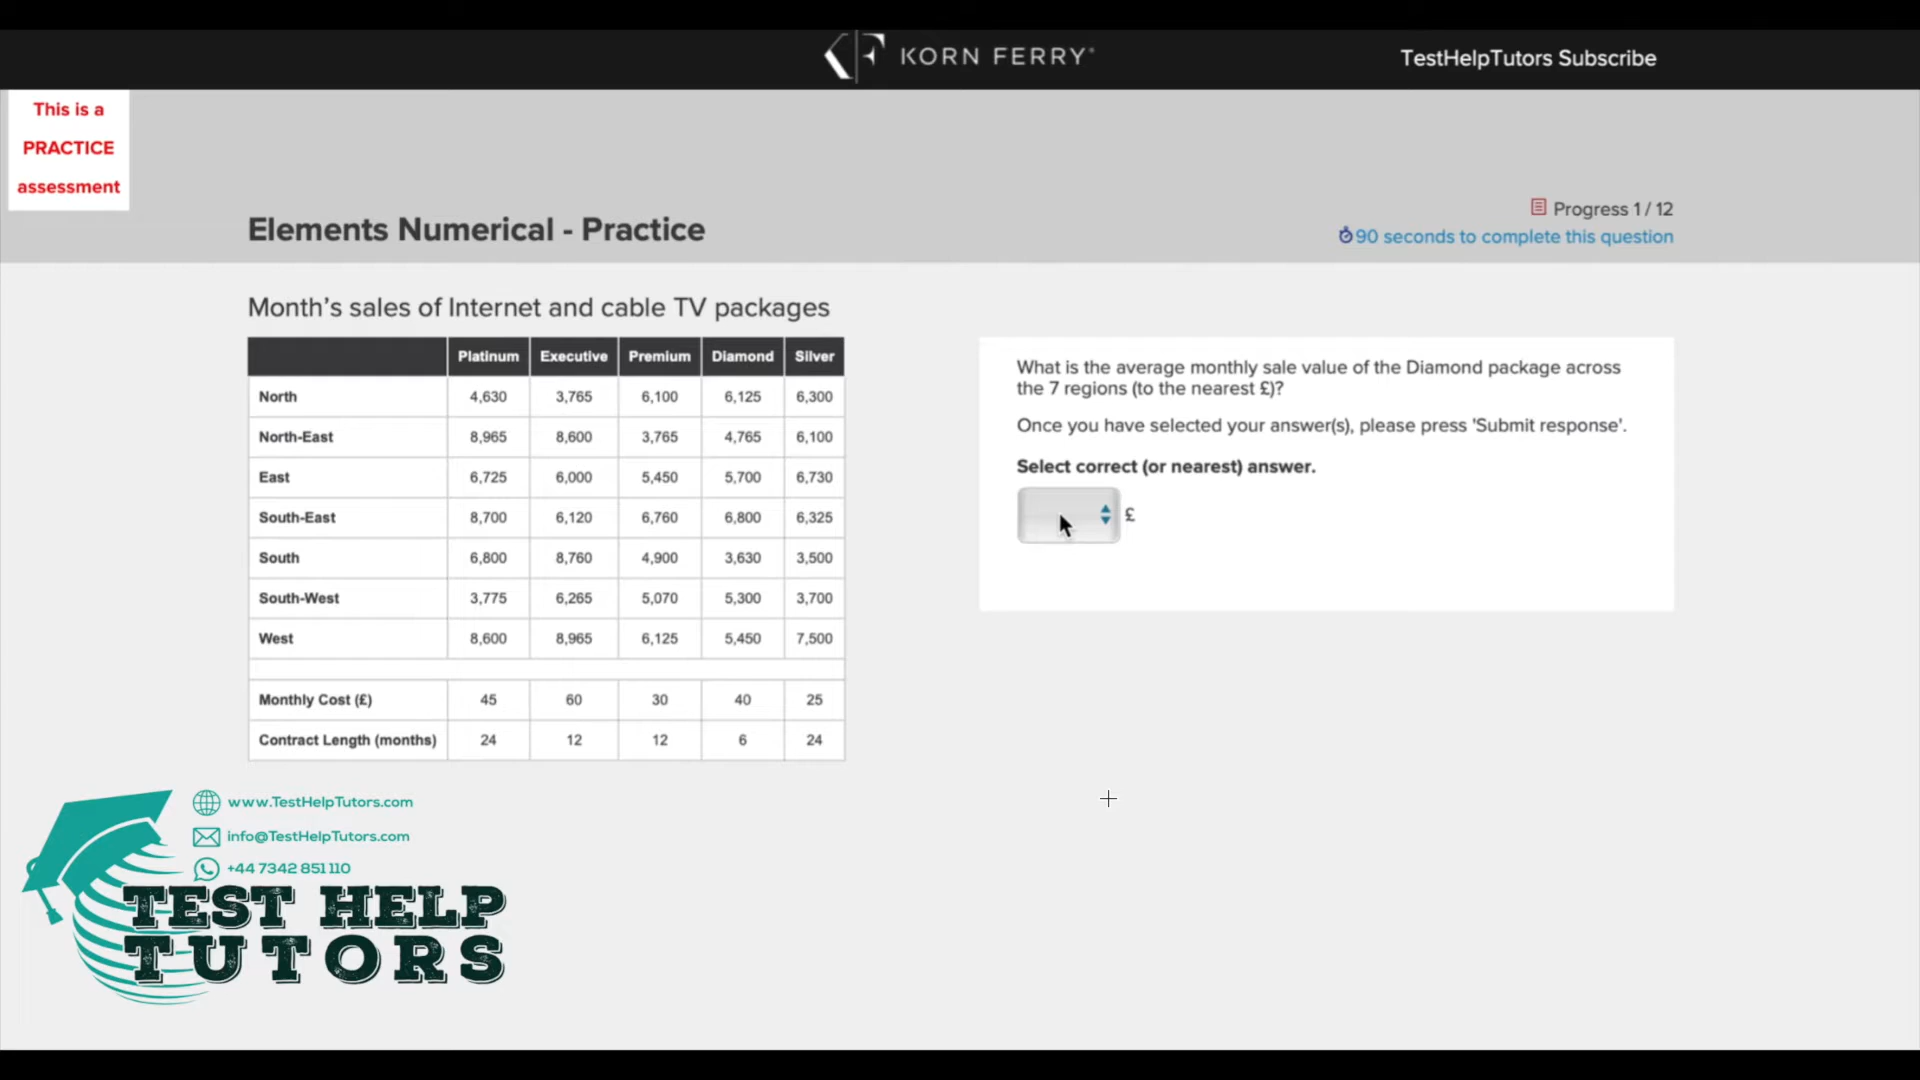 KORN FERRY
TestHelpTutors Subscribe
This is a
PRACTICE
assessment
Elements Numerical - Practice
Progress 1 / 12
90 seconds to complete this question
Month’s sales of Internet and cable TV packages
Platinum Executive Premium Diamond Silver
North 4,630 3,765 6,100 6,125 6,300
North-East 8,965 8,600 3,765 4,765 6,100
East 6,725 6,000 5,450 5,700 6,730
South-East 8,700 6,120 6,760 6,800 6,325
South 6,800 8,760 4,900 3,630 3,500
South-West 3,775 6,265 5,070 5,300 3,700
West 8,600 8,965 6,125 5,450 7,500
Monthly Cost (£) 45 60 30 40 25
Contract Length (months) 24 12 12 6 24
What is the average monthly sale value of the Diamond package across
the 7 regions (to the nearest £)?
Once you have selected your answer(s), please press 'Submit response'.
Select correct (or nearest) answer.
£
www.TestHelpTutors.com
info@TestHelpTutors.com
+44 7342 851 110
TEST HELP
TUTORS